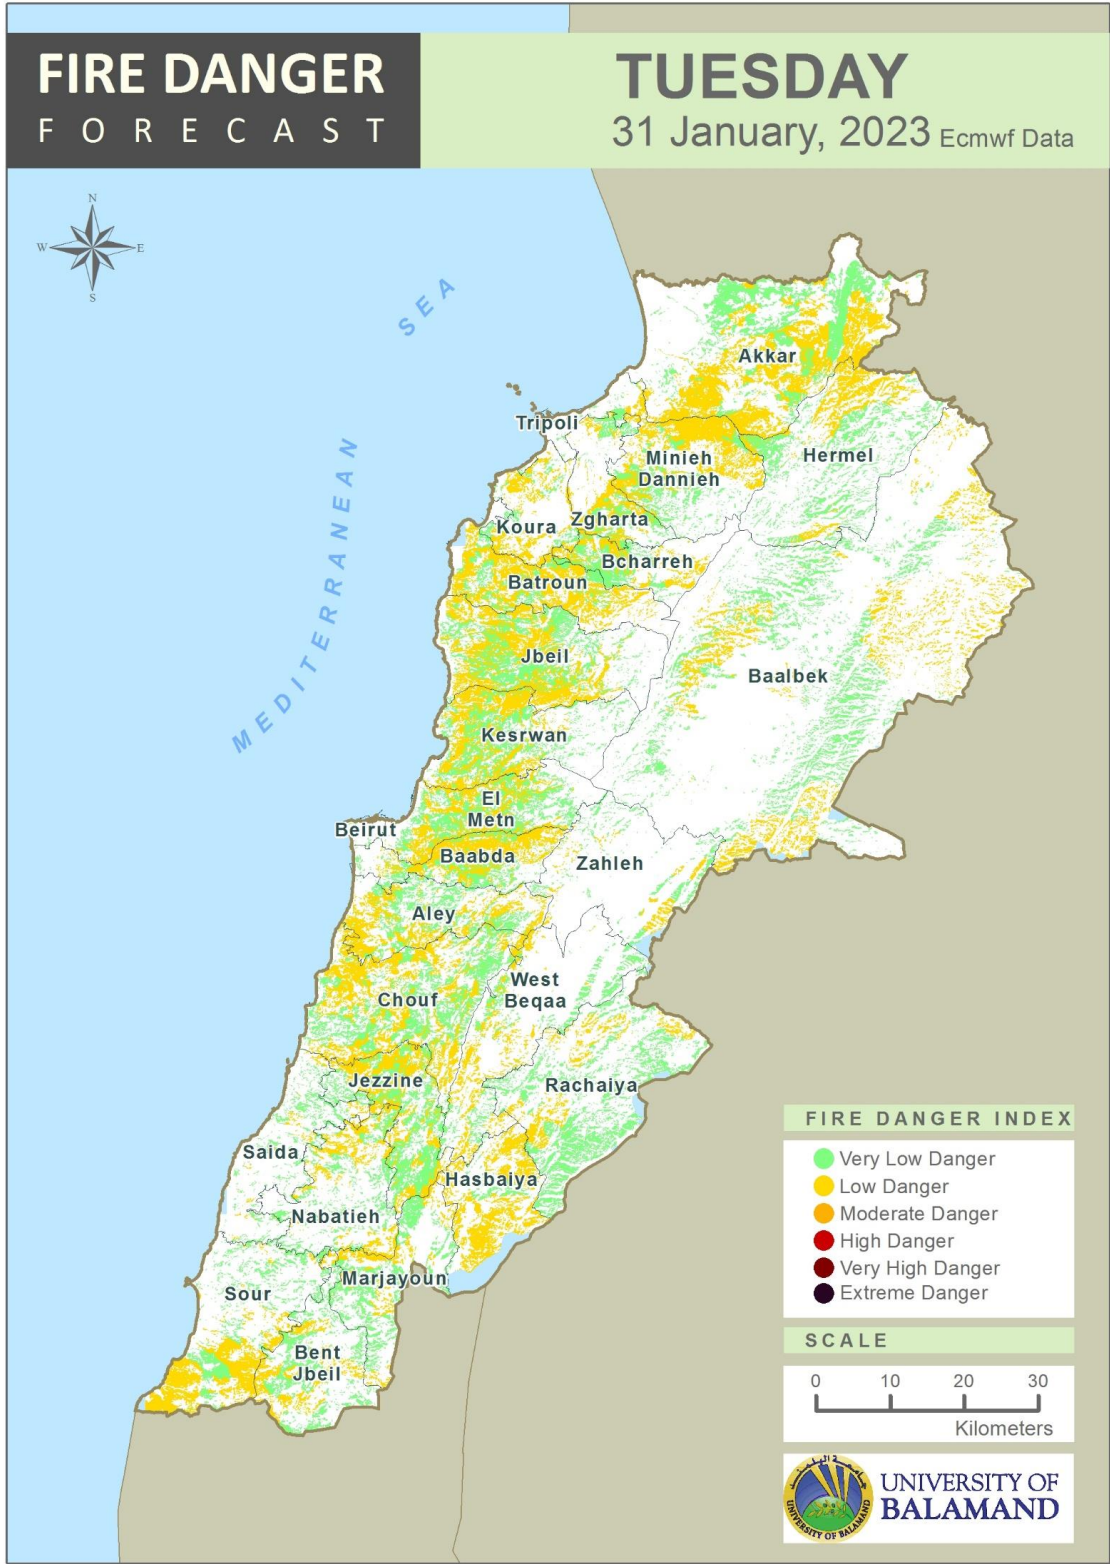 FIRE DANGER
FORECAST
TUESDAY
31 January, 2023 Ecmwf Data
N
W
E
S
MEDITERRANEAN SEA
Akkar
Tripoli
Minieh
Dannieh
Hermel
Koura
Zgharta
Bcharreh
Batroun
Jbeil
Baalbek
Kesrwan
El
Metn
Beirut
Baabda
Zahleh
Aley
West
Beqaa
Chouf
Jezzine
Rachaiya
Saida
Hasbaiya
Nabatieh
Marjayoun
Sour
Bent
Jbeil
FIRE DANGER INDEX
Very Low Danger
Low Danger
Moderate Danger
High Danger
Very High Danger
Extreme Danger
SCALE
0 10 20 30
Kilometers
UNIVERSITY OF BALAMAND
UNIVERSITY OF
BALAMAND